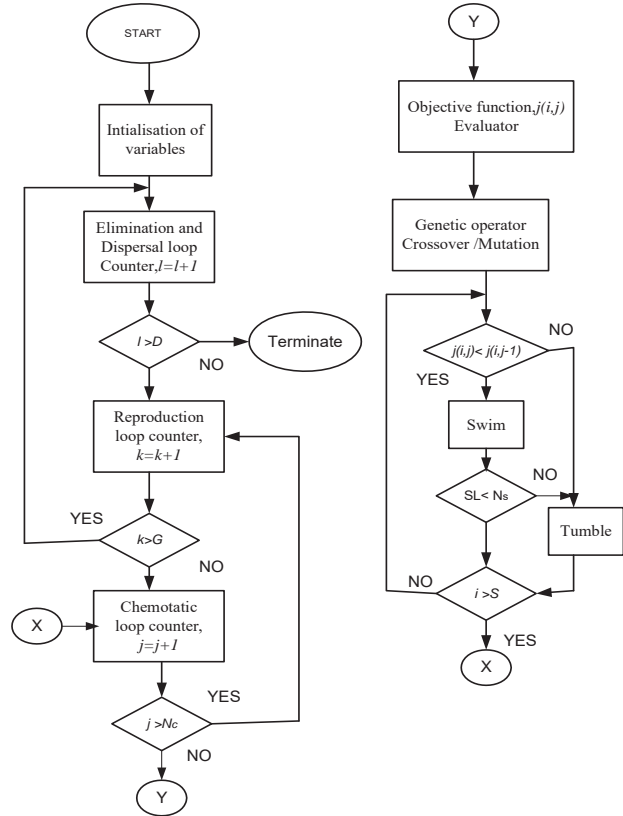 START
Intialisation of
variables
Elimination and
Dispersal loop
Counter,l=l+1
l >D
NO
Terminate
Reproduction
loop counter,
k=k+1
YES
k>G
NO
X
Chemotatic
loop counter,
j=j+1
YES
j >Nc
NO
Y
Y
Objective function,j(i,j)
Evaluator
Genetic operator
Crossover /Mutation
NO
j(i,j)< j(i,j-1)
YES
Swim
NO
SL< Ns
Tumble
NO
i >S
YES
X